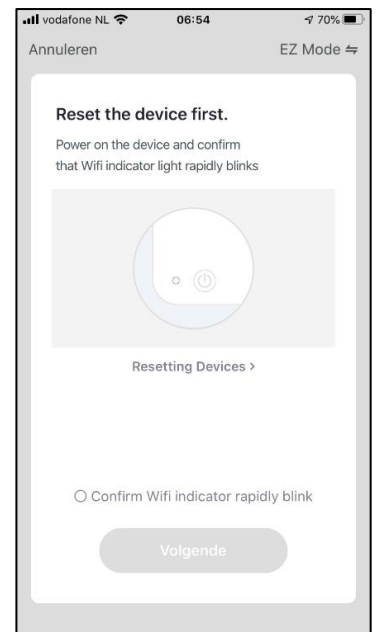 vodafone NL 06:54 70%
Annuleren EZ Mode ⇋
Reset the device first.
Power on the device and confirm
that Wifi indicator light rapidly blinks
Resetting Devices >
Confirm Wifi indicator rapidly blink
Volgende